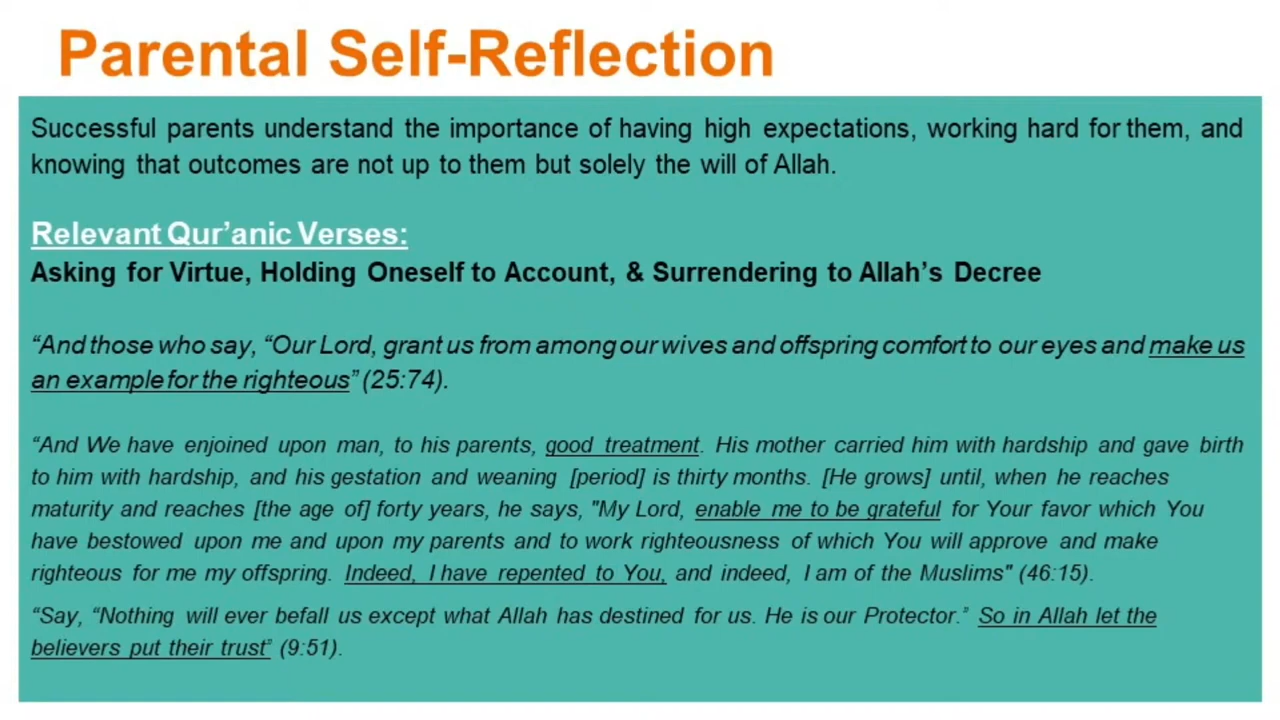 Parental Self-Reflection
Successful parents understand the importance of having high expectations, working hard for them, and
knowing that outcomes are not up to them but solely the will of Allah.
Relevant Qur’anic Verses:
Asking for Virtue, Holding Oneself to Account, & Surrendering to Allah’s Decree
“And those who say, “Our Lord, grant us from among our wives and offspring comfort to our eyes and make us
an example for the righteous” (25:74).
“And We have enjoined upon man, to his parents, good treatment. His mother carried him with hardship and gave birth
to him with hardship, and his gestation and weaning [period] is thirty months. [He grows] until, when he reaches
maturity and reaches [the age of] forty years, he says, "My Lord, enable me to be grateful for Your favor which You
have bestowed upon me and upon my parents and to work righteousness of which You will approve and make
righteous for me my offspring. Indeed, I have repented to You, and indeed, I am of the Muslims" (46:15).
“Say, “Nothing will ever befall us except what Allah has destined for us. He is our Protector.” So in Allah let the
believers put their trust” (9:51).